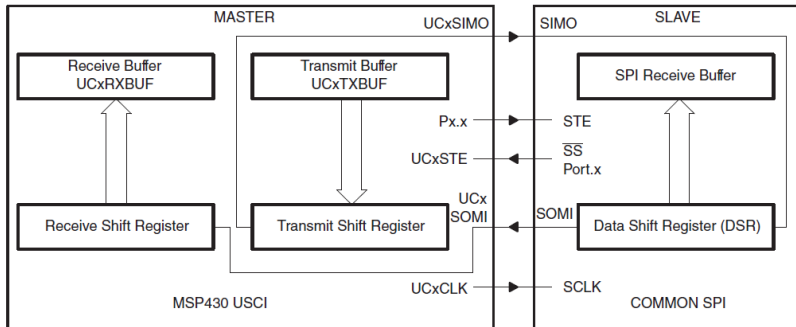 MASTER
UCxSIMO
SIMO
SLAVE
Receive Buffer
UCxRXBUF
Transmit Buffer
UCxTXBUF
SPI Receive Buffer
Px.x
STE
UCxSTE
SS
Port.x
UCx
SOMI
SOMI
Receive Shift Register
Transmit Shift Register
Data Shift Register (DSR)
UCxCLK
SCLK
MSP430 USCI
COMMON SPI